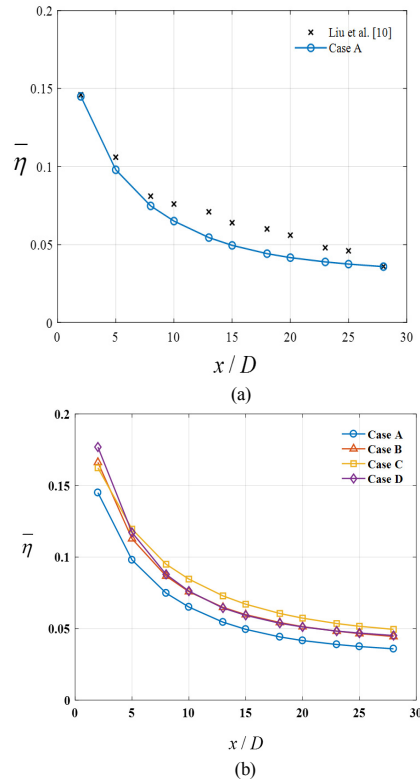 0.2
× Liu et al. [10]
Case A
0.15
η̅
0.1
0.05
0
0 5 10 15 20 25 30
x / D
(a)
0.2
Case A
Case B
Case C
Case D
0.15
η̅
0.1
0.05
0
0 5 10 15 20 25 30
x / D
(b)